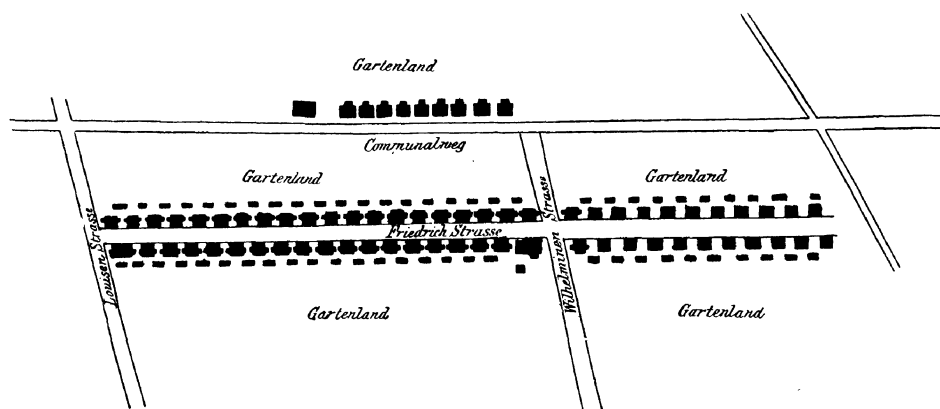 Gartenland
Communalweg
Gartenland
Gartenland
Louisen Strasse
Friedrich Strasse
Wilhelminen Strasse
Gartenland
Gartenland